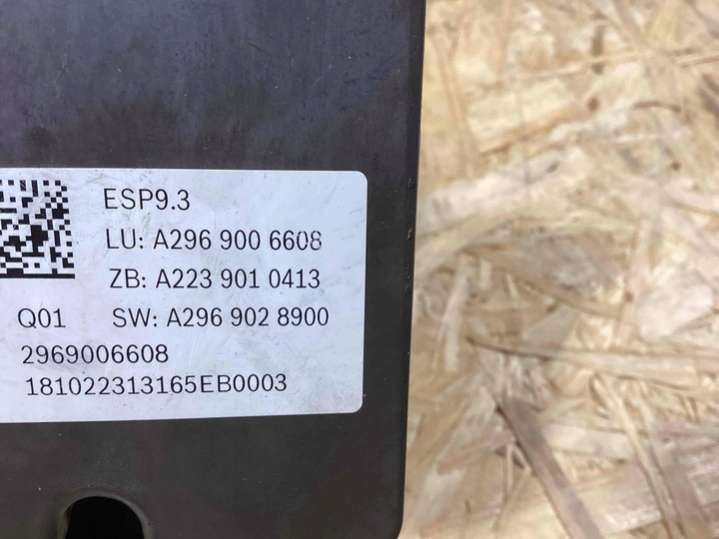 ESP9.3
LU: A296 900 6608
ZB: A223 901 0413
Q01 SW: A296 902 8900
2969006608
181022313165EB0003